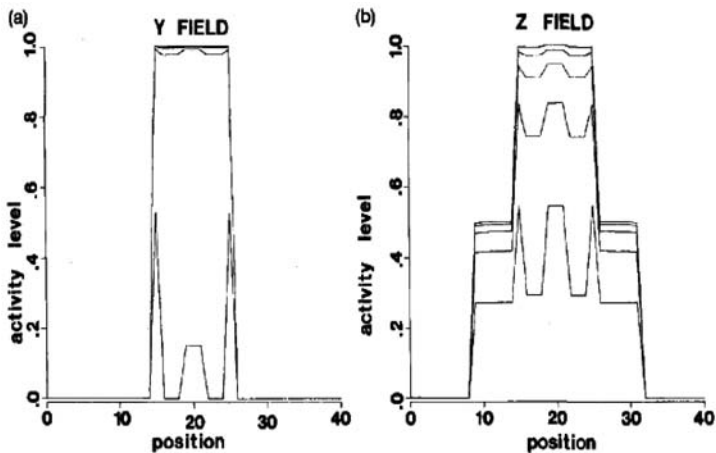 (a)
Y FIELD
activity level
1.0
.8
.6
.4
.2
.0
0 10 20 30 40
position
(b)
Z FIELD
activity level
1.0
.8
.6
.4
.2
.0
0 10 20 30 40
position